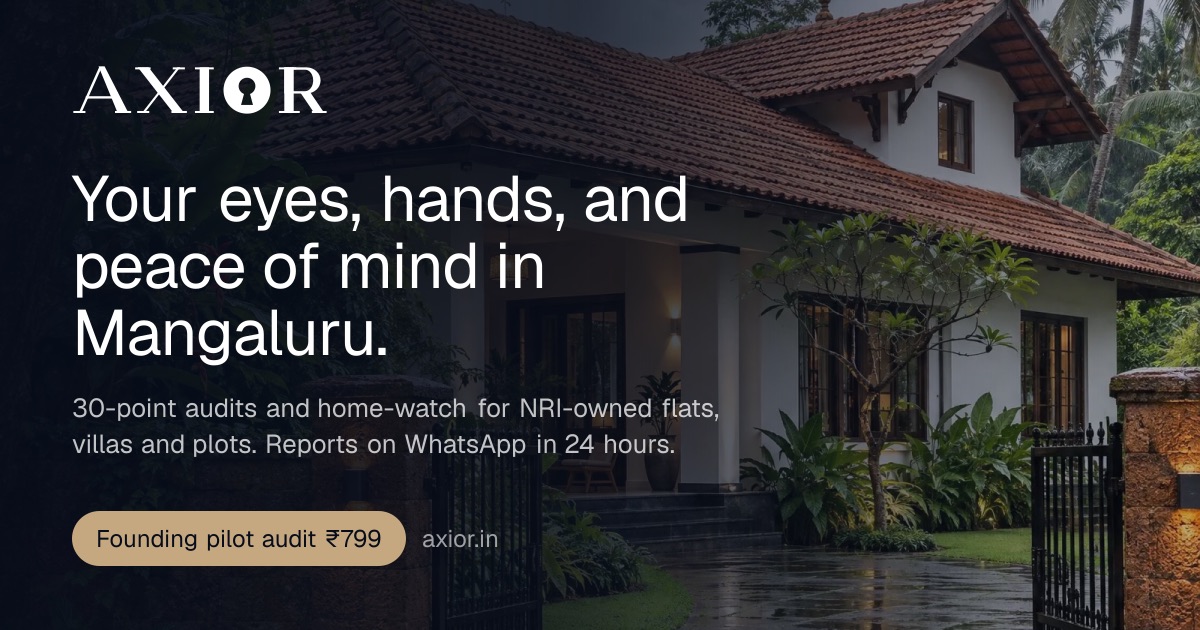 AXIOR
Your eyes, hands, and
peace of mind in
Mangaluru.
30-point audits and home-watch for NRI-owned flats,
villas and plots. Reports on WhatsApp in 24 hours.
Founding pilot audit ₹799
axior.in